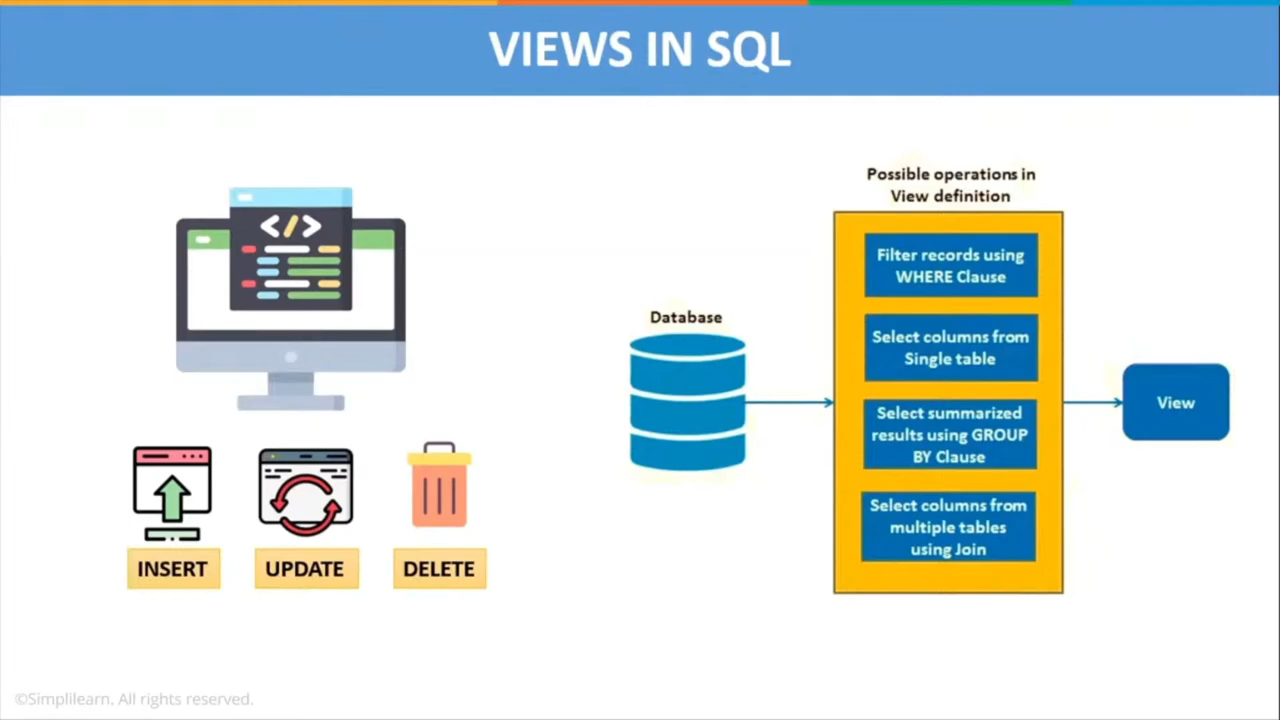 VIEWS IN SQL
INSERT
UPDATE
DELETE
Database
Possible operations in
View definition
Filter records using
WHERE Clause
Select columns from
Single table
Select summarized
results using GROUP
BY Clause
Select columns from
multiple tables
using Join
View
©Simplilearn. All rights reserved.